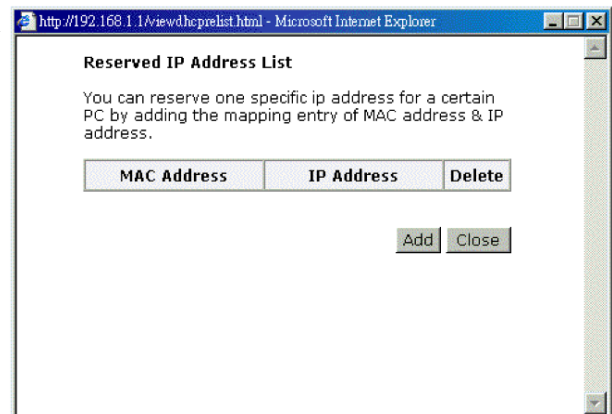 http://192.168.1.1/viewdhcprelist.html - Microsoft Internet Explorer
Reserved IP Address List
You can reserve one specific ip address for a certain
PC by adding the mapping entry of MAC address & IP
address.
MAC Address IP Address Delete
Add Close